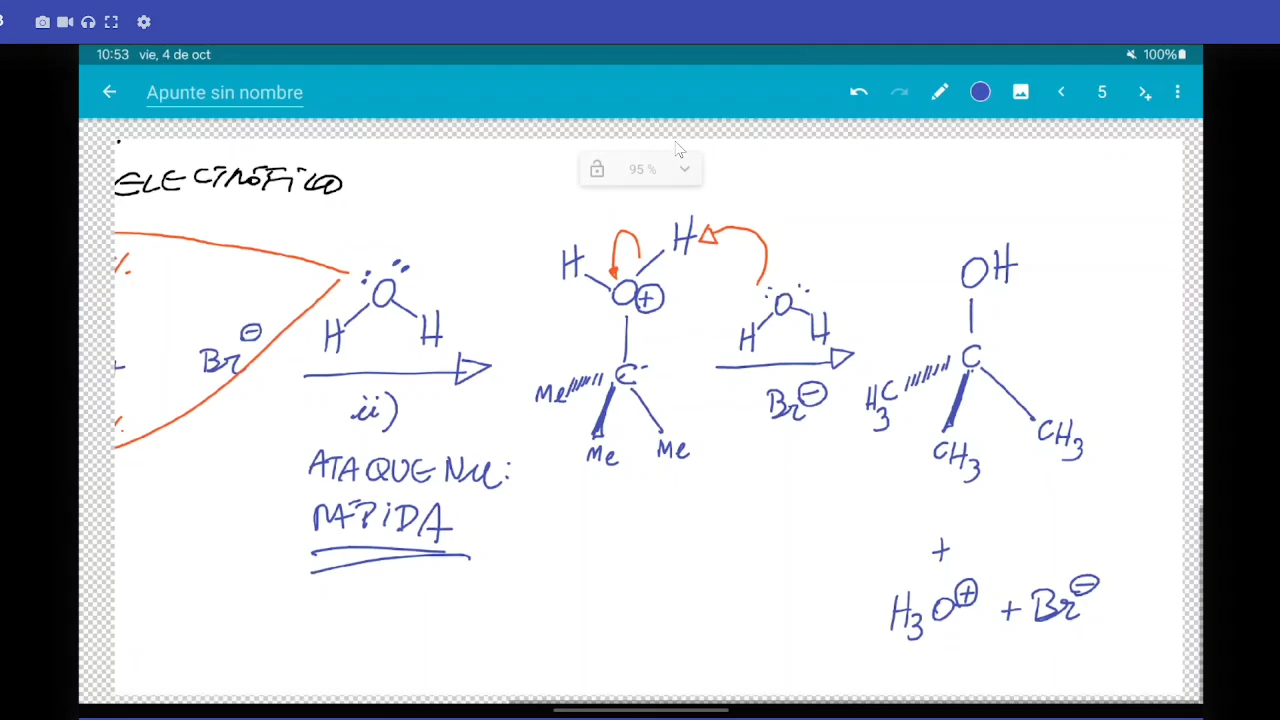 3
10:53 vie, 4 de oct 100%
Apunte sin nombre 5
95 %
ELECTRÓFILO
H H
O ⊕
C
Me Me Me
Br ⊖
H O H
ii)
ATAQUE NU:
RÁPIDA
H O H
Br ⊖
OH
C
H3C CH3 CH3
+
H3O ⊕ + Br ⊖